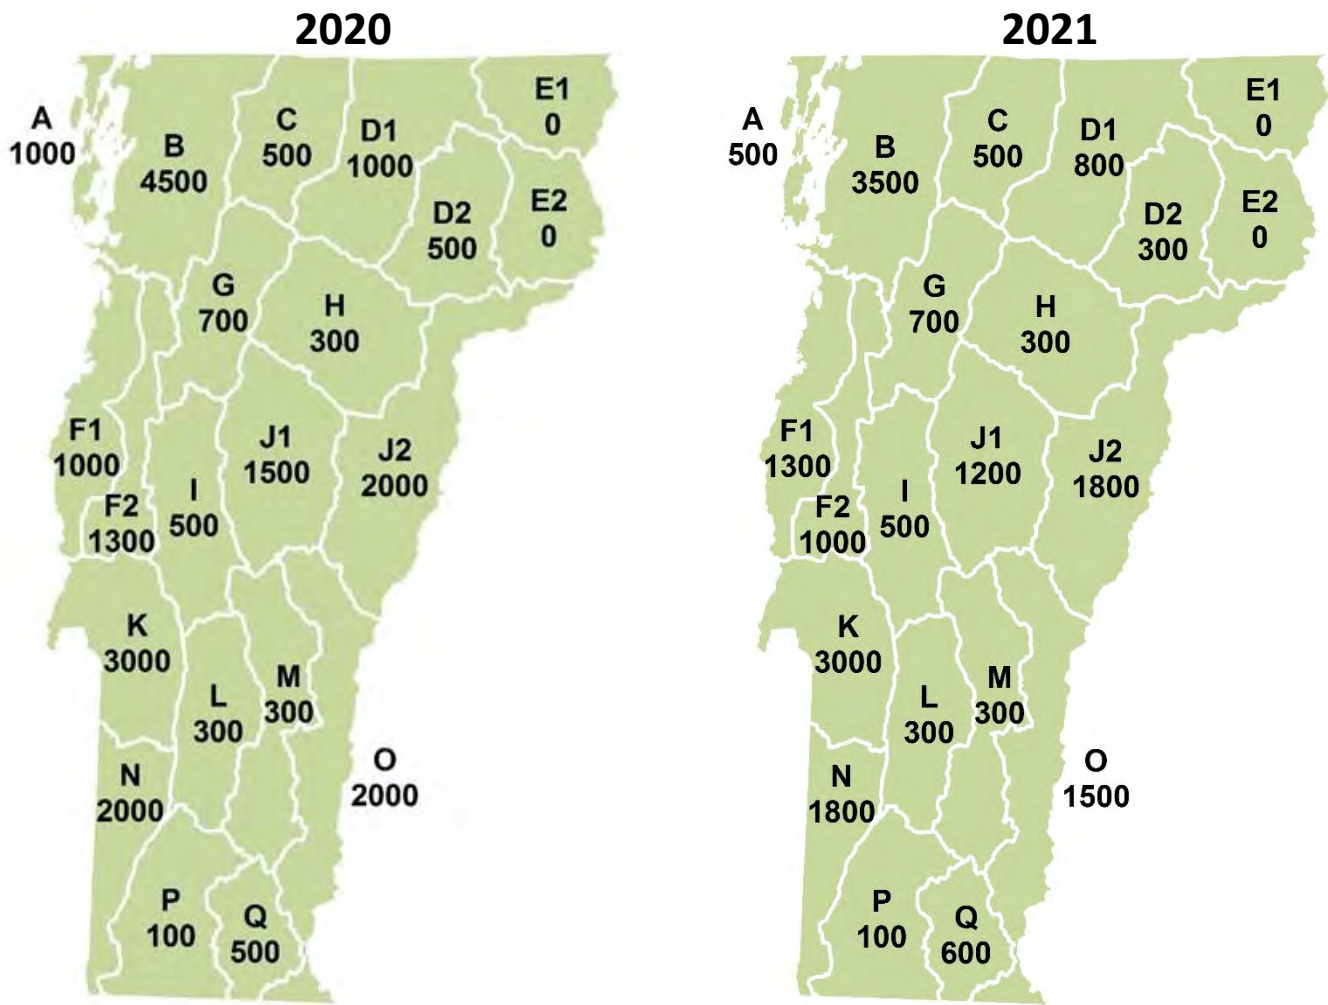 2020
A
1000
B
4500
C
500
D1
1000
E1
0
D2
500
E2
0
G
700
H
300
F1
1000
F2
1300
I
500
J1
1500
J2
2000
K
3000
L
300
M
300
N
2000
O
2000
P
100
Q
500
2021
A
500
B
3500
C
500
D1
800
E1
0
D2
300
E2
0
G
700
H
300
F1
1300
F2
1000
I
500
J1
1200
J2
1800
K
3000
L
300
M
300
N
1800
O
1500
P
100
Q
600